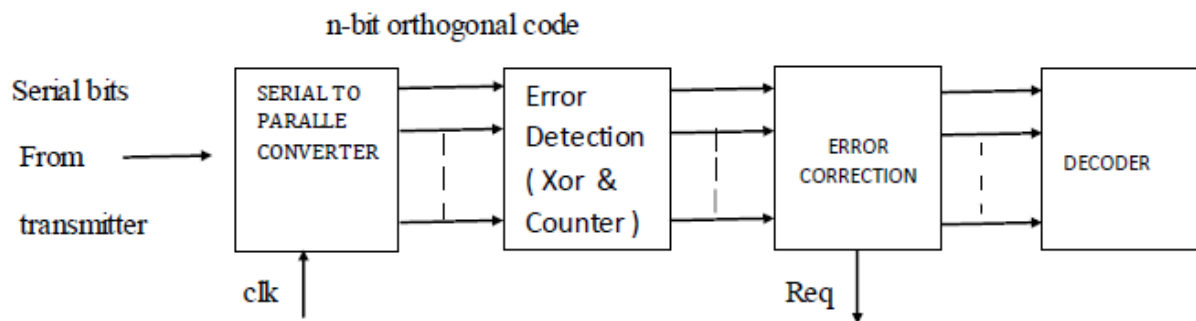 n-bit orthogonal code
Serial bits
From
transmitter
SERIAL TO
PARALLE
CONVERTER
clk
Error
Detection
( Xor &
Counter )
ERROR
CORRECTION
Req
DECODER